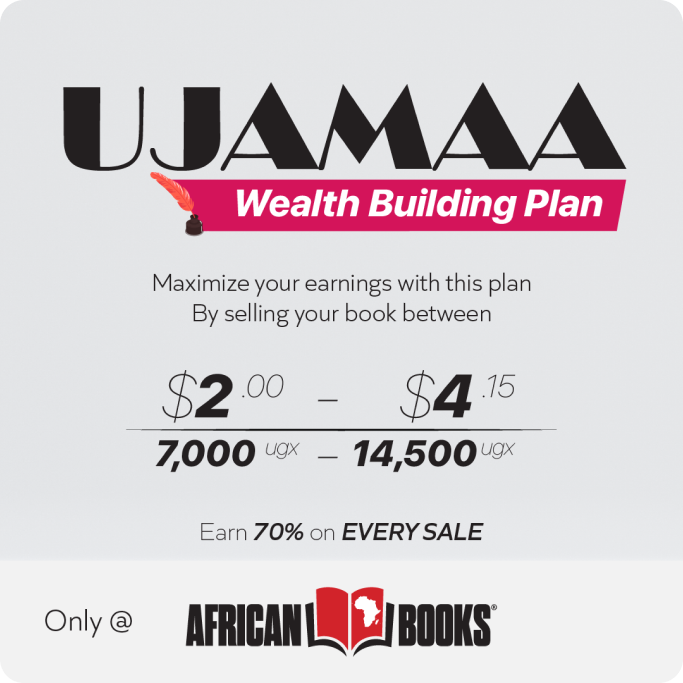 UJAMAA
Wealth Building Plan
Maximize your earnings with this plan
By selling your book between
$2.00 – $4.15
7,000 ugx – 14,500 ugx
Earn 70% on EVERY SALE
Only @ AFRICAN BOOKS®